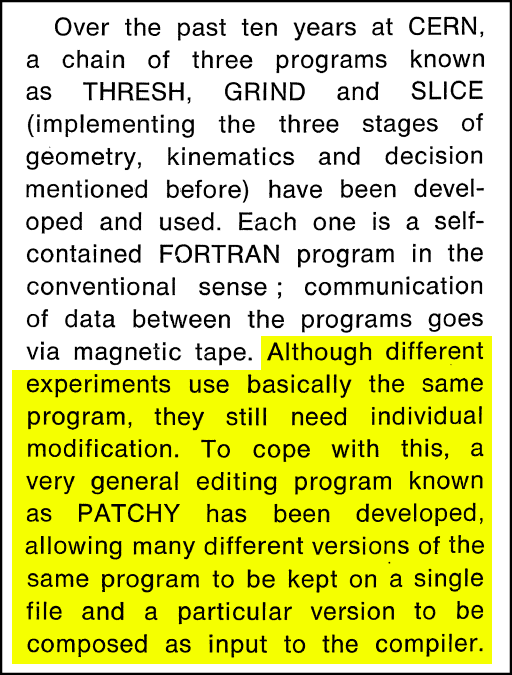 Over the past ten years at CERN,
a chain of three programs known
as THRESH, GRIND and SLICE
(implementing the three stages of
geometry, kinematics and decision
mentioned before) have been devel-
oped and used. Each one is a self-
contained FORTRAN program in the
conventional sense ; communication
of data between the programs goes
via magnetic tape. Although different
experiments use basically the same
program, they still need individual
modification. To cope with this, a
very general editing program known
as PATCHY has been developed,
allowing many different versions of the
same program to be kept on a single
file and a particular version to be
composed as input to the compiler.